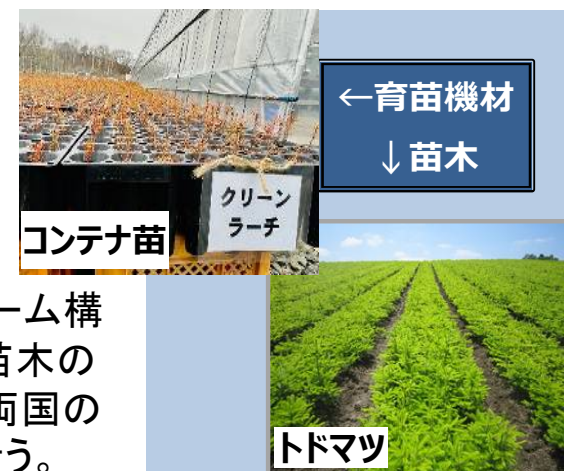 ←育苗機材
↓苗木
クリーン
ラーチ
コンテナ苗
ーム構
苗木の
両国の
う。
トドマツ